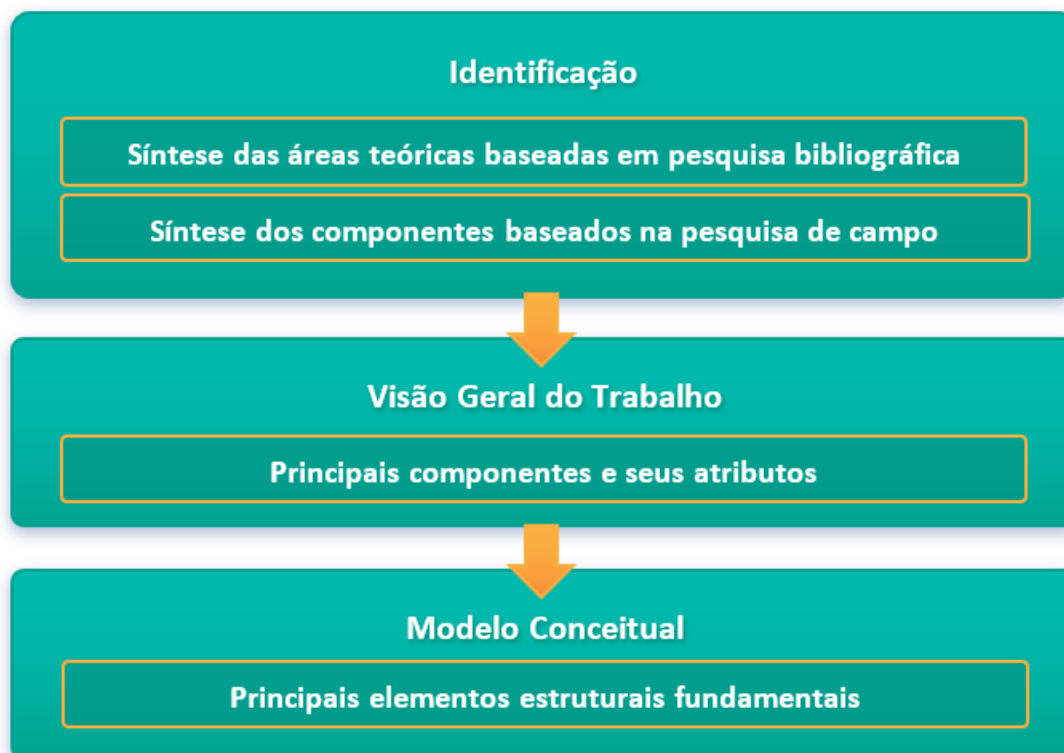 Identificação
Síntese das áreas teóricas baseadas em pesquisa bibliográfica
Síntese dos componentes baseados na pesquisa de campo
Visão Geral do Trabalho
Principais componentes e seus atributos
Modelo Conceitual
Principais elementos estruturais fundamentais